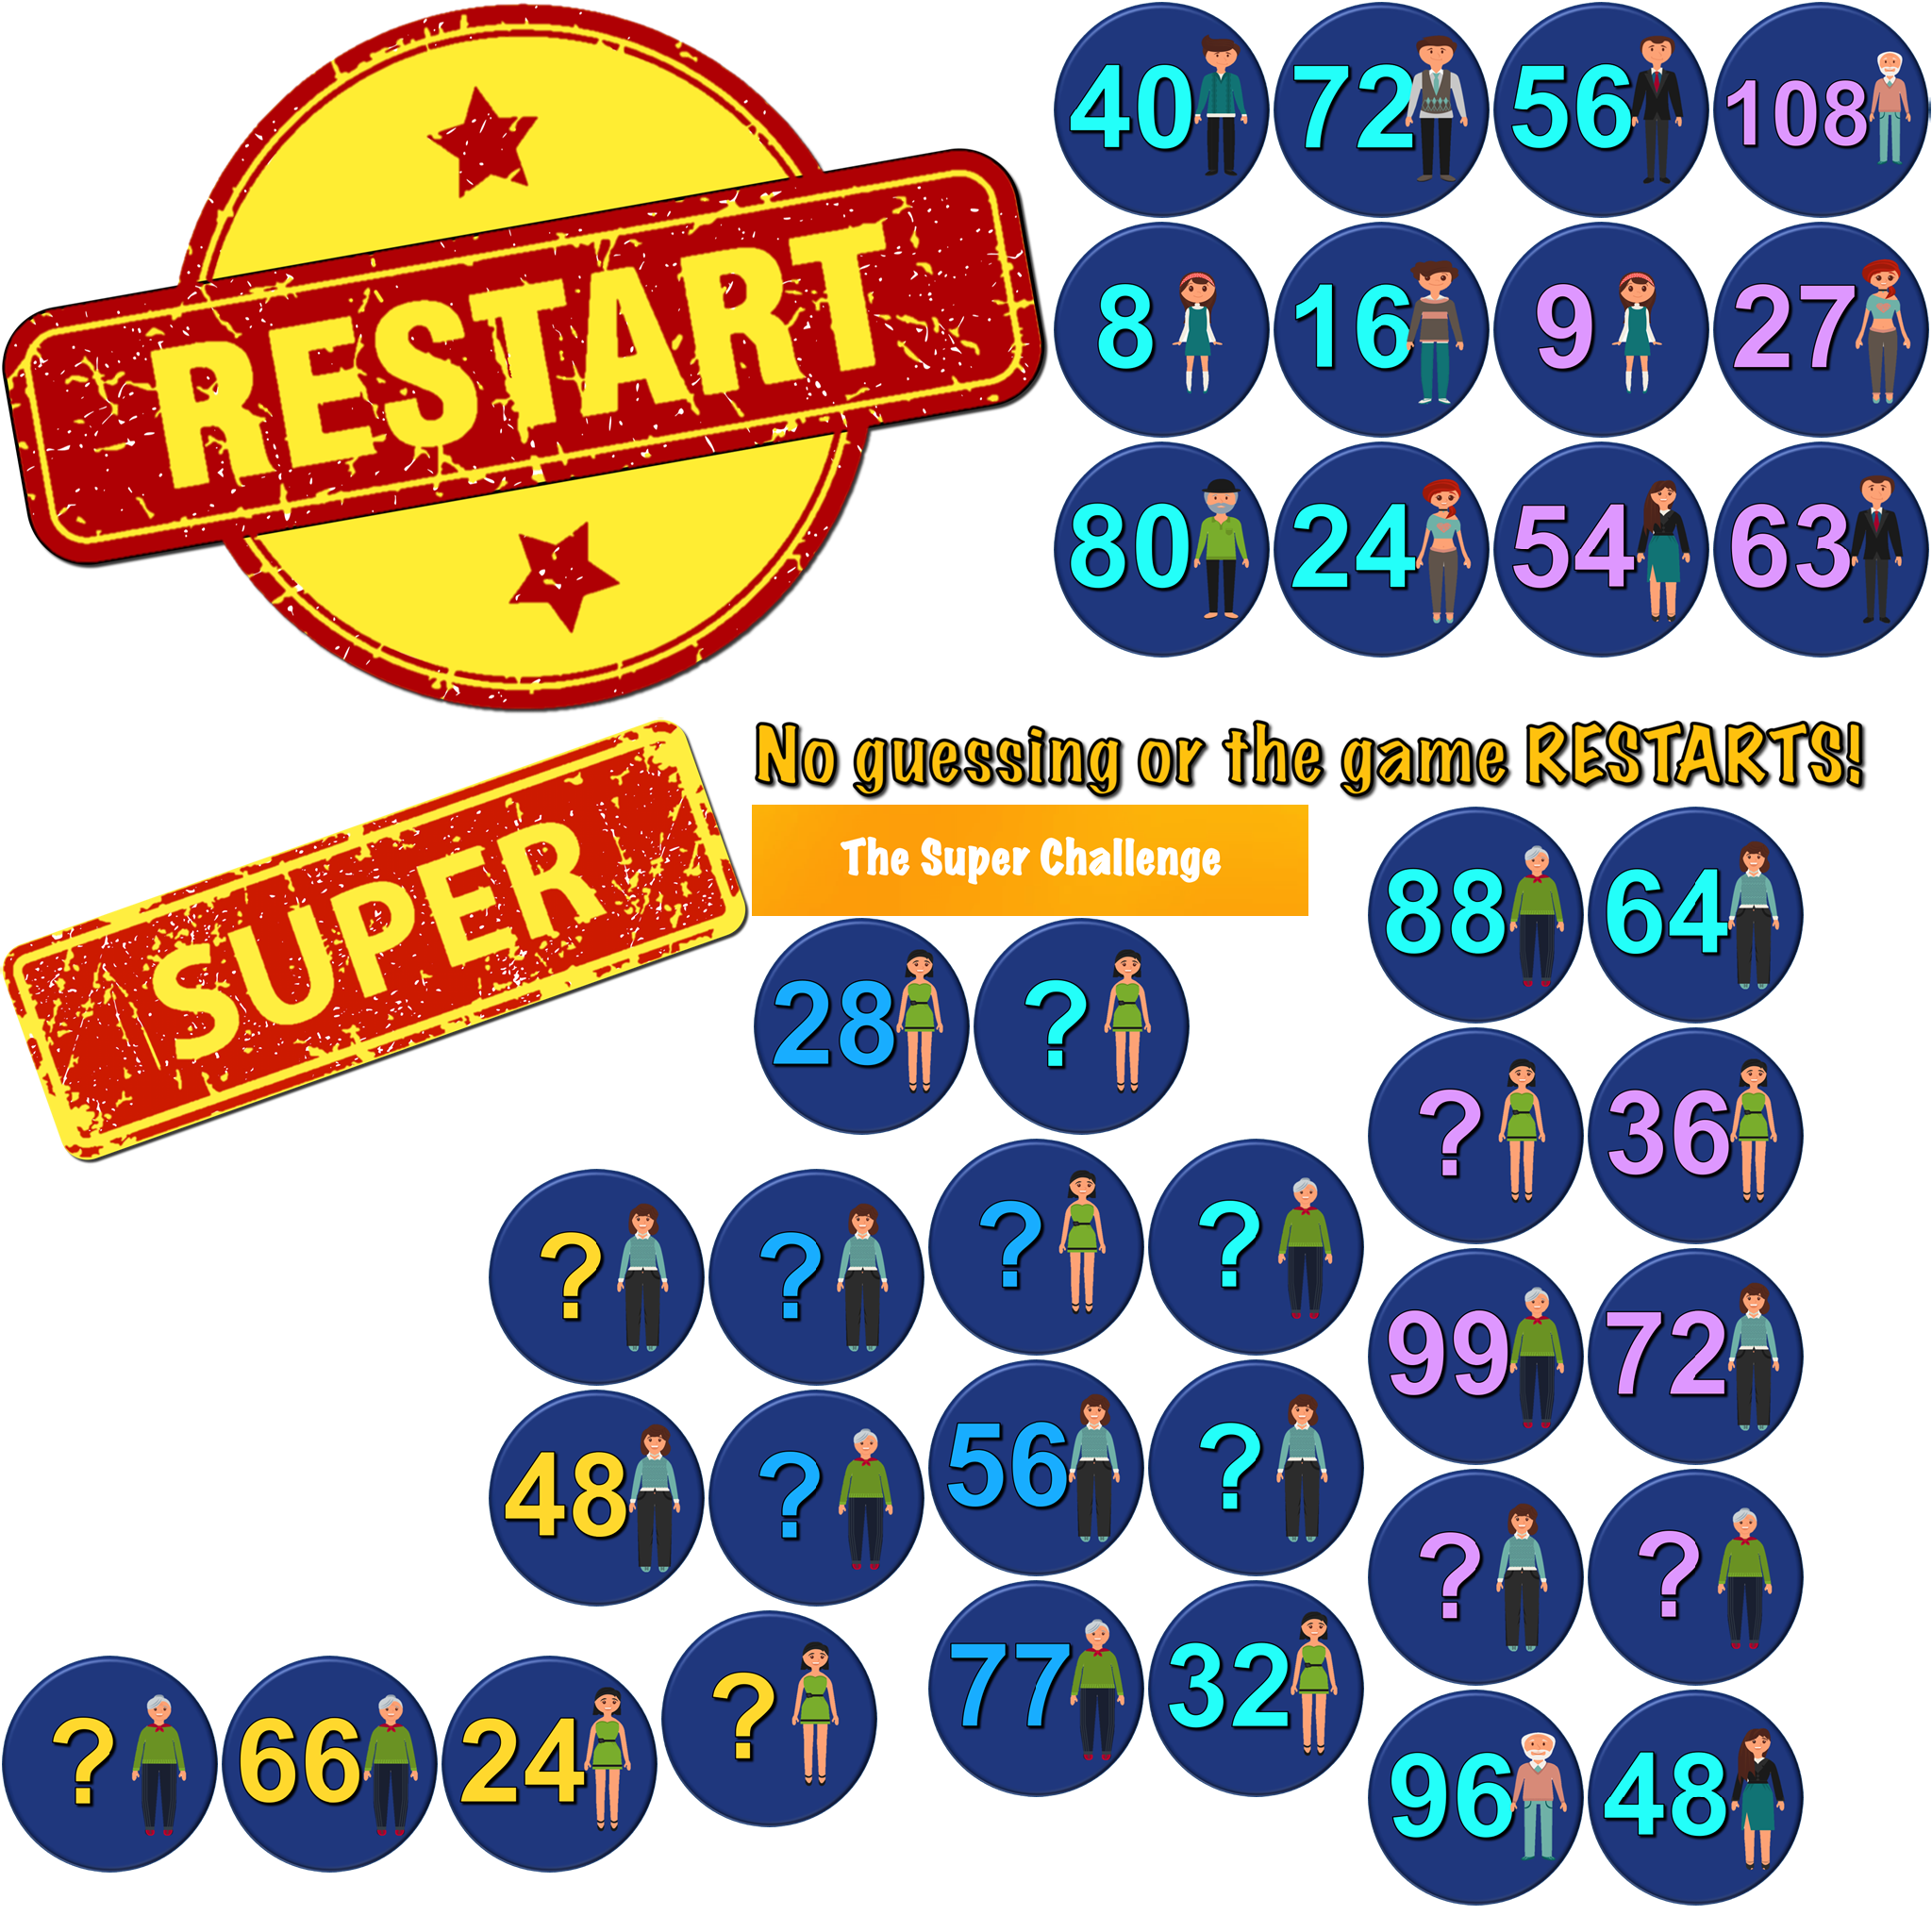 RESTART
40 72 56 108
8 16 9 27
80 24 54 63
SUPER
No guessing or the game RESTARTS!
The Super Challenge
88 64
28 ?
? 36
? ? ? ?
99 72
48 ? 56 ?
? ?
77 32
? 66 24 ?
96 48